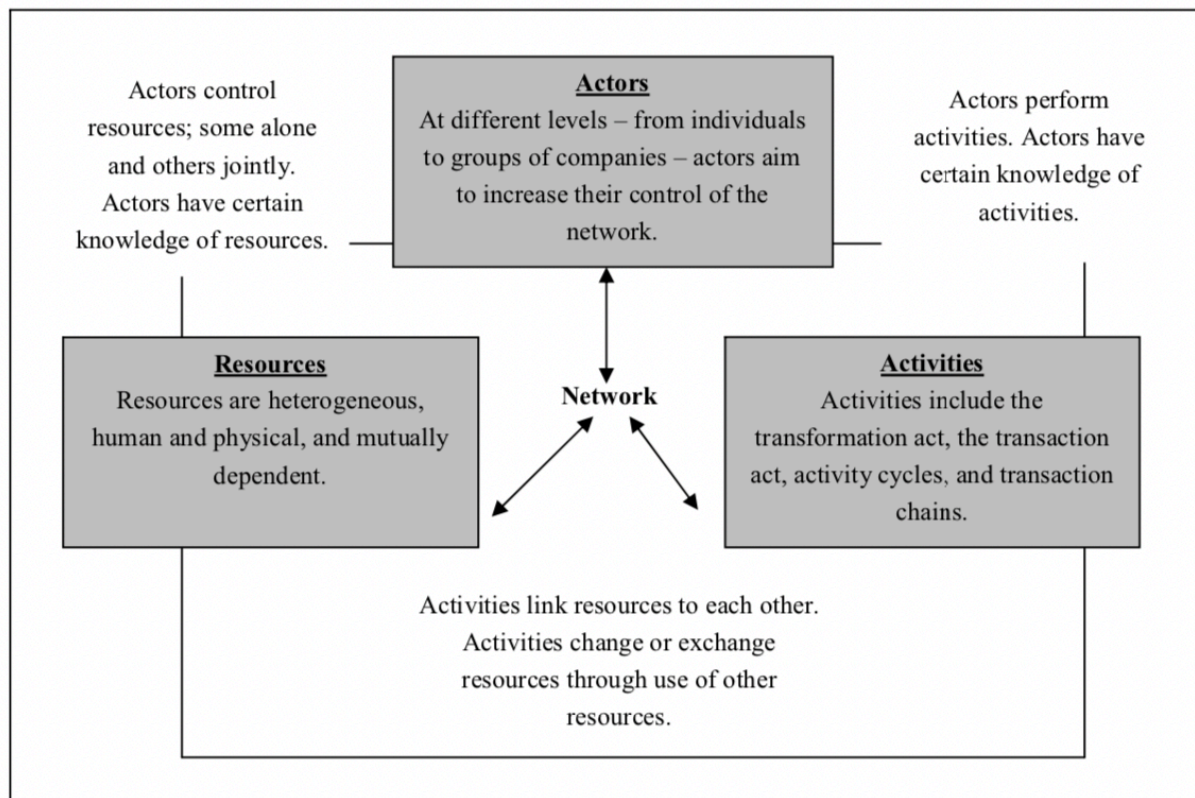 Actors control
resources; some alone
and others jointly.
Actors have certain
knowledge of resources.
Actors
At different levels – from individuals
to groups of companies – actors aim
to increase their control of the
network.
Actors perform
activities. Actors have
certain knowledge of
activities.
Resources
Resources are heterogeneous,
human and physical, and mutually
dependent.
Network
Activities
Activities include the
transformation act, the transaction
act, activity cycles, and transaction
chains.
Activities link resources to each other.
Activities change or exchange
resources through use of other
resources.